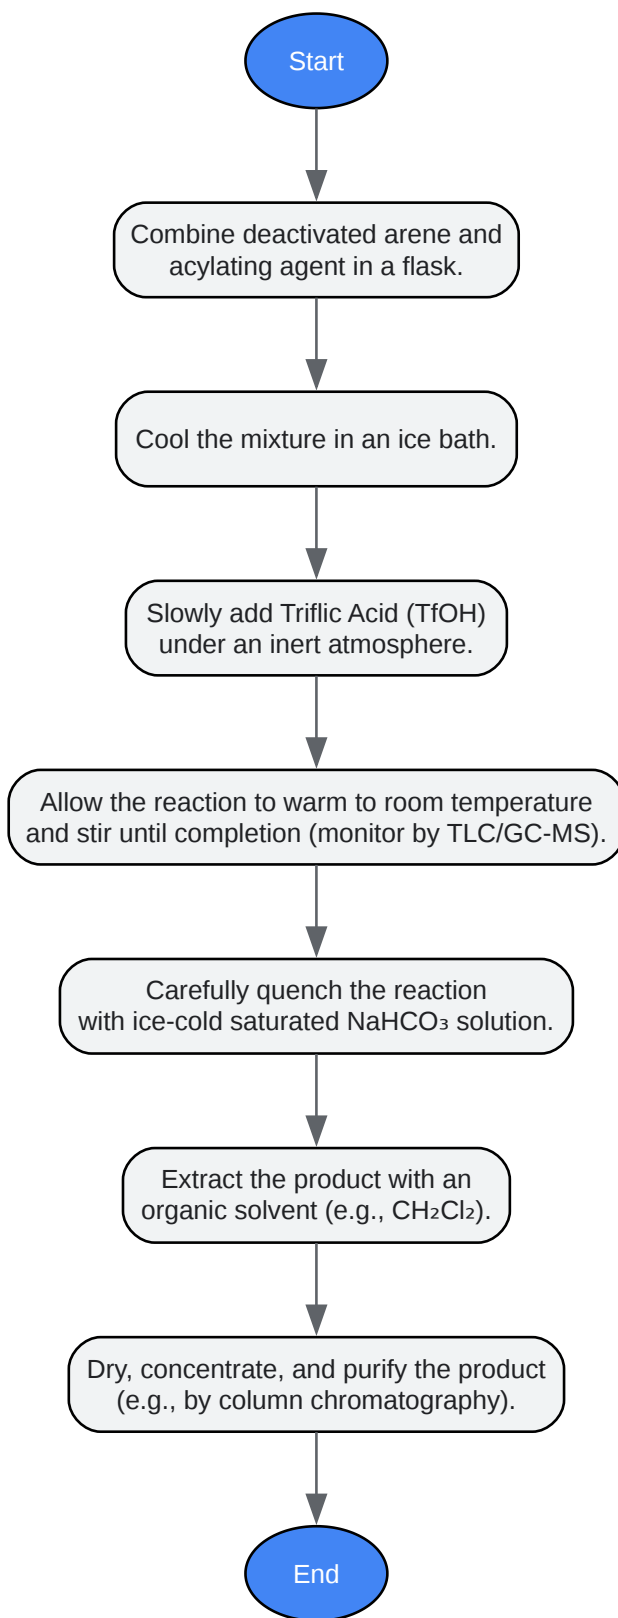 Start
Combine deactivated arene and
acylating agent in a flask.
Cool the mixture in an ice bath.
Slowly add Triflic Acid (TfOH)
under an inert atmosphere.
Allow the reaction to warm to room temperature
and stir until completion (monitor by TLC/GC-MS).
Carefully quench the reaction
with ice-cold saturated NaHCO₃ solution.
Extract the product with an
organic solvent (e.g., CH₂Cl₂).
Dry, concentrate, and purify the product
(e.g., by column chromatography).
End